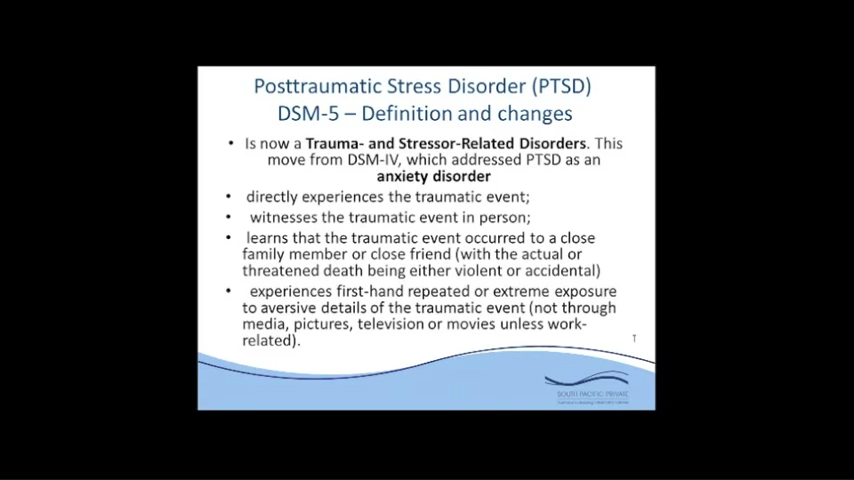 Posttraumatic Stress Disorder (PTSD)
DSM-5 – Definition and changes
• Is now a Trauma- and Stressor-Related Disorders. This
move from DSM-IV, which addressed PTSD as an
anxiety disorder
• directly experiences the traumatic event;
• witnesses the traumatic event in person;
• learns that the traumatic event occurred to a close
family member or close friend (with the actual or
threatened death being either violent or accidental)
• experiences first-hand repeated or extreme exposure
to aversive details of the traumatic event (not through
media, pictures, television or movies unless work-
related).
T
SOUTH PACIFIC PRIVATE